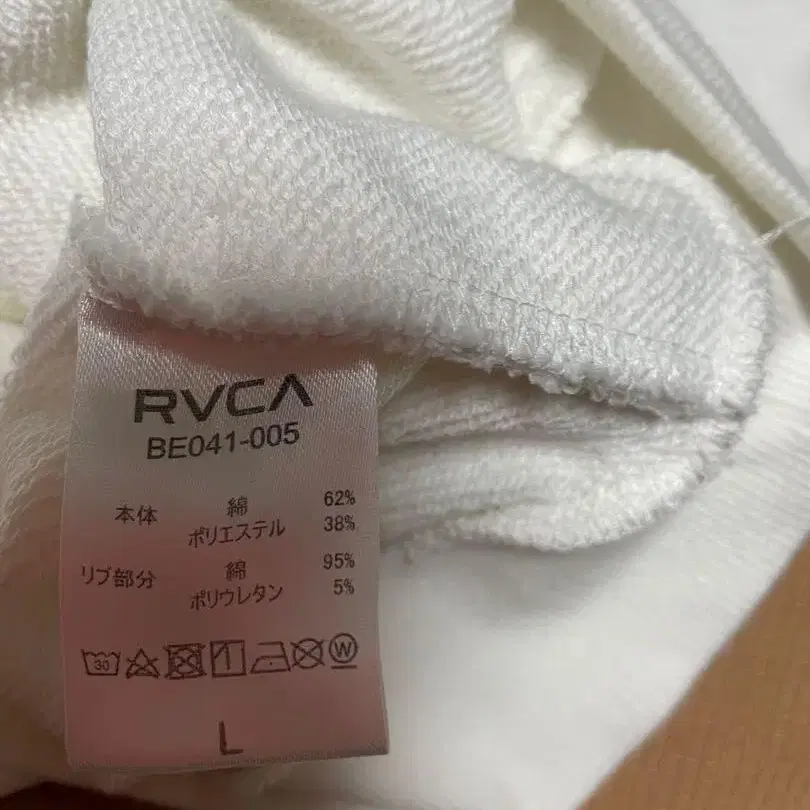 RVCA
BE041-005
本体 綿 62%
ポリエステル 38%
リブ部分 綿 95%
ポリウレタン 5%
30 W
L